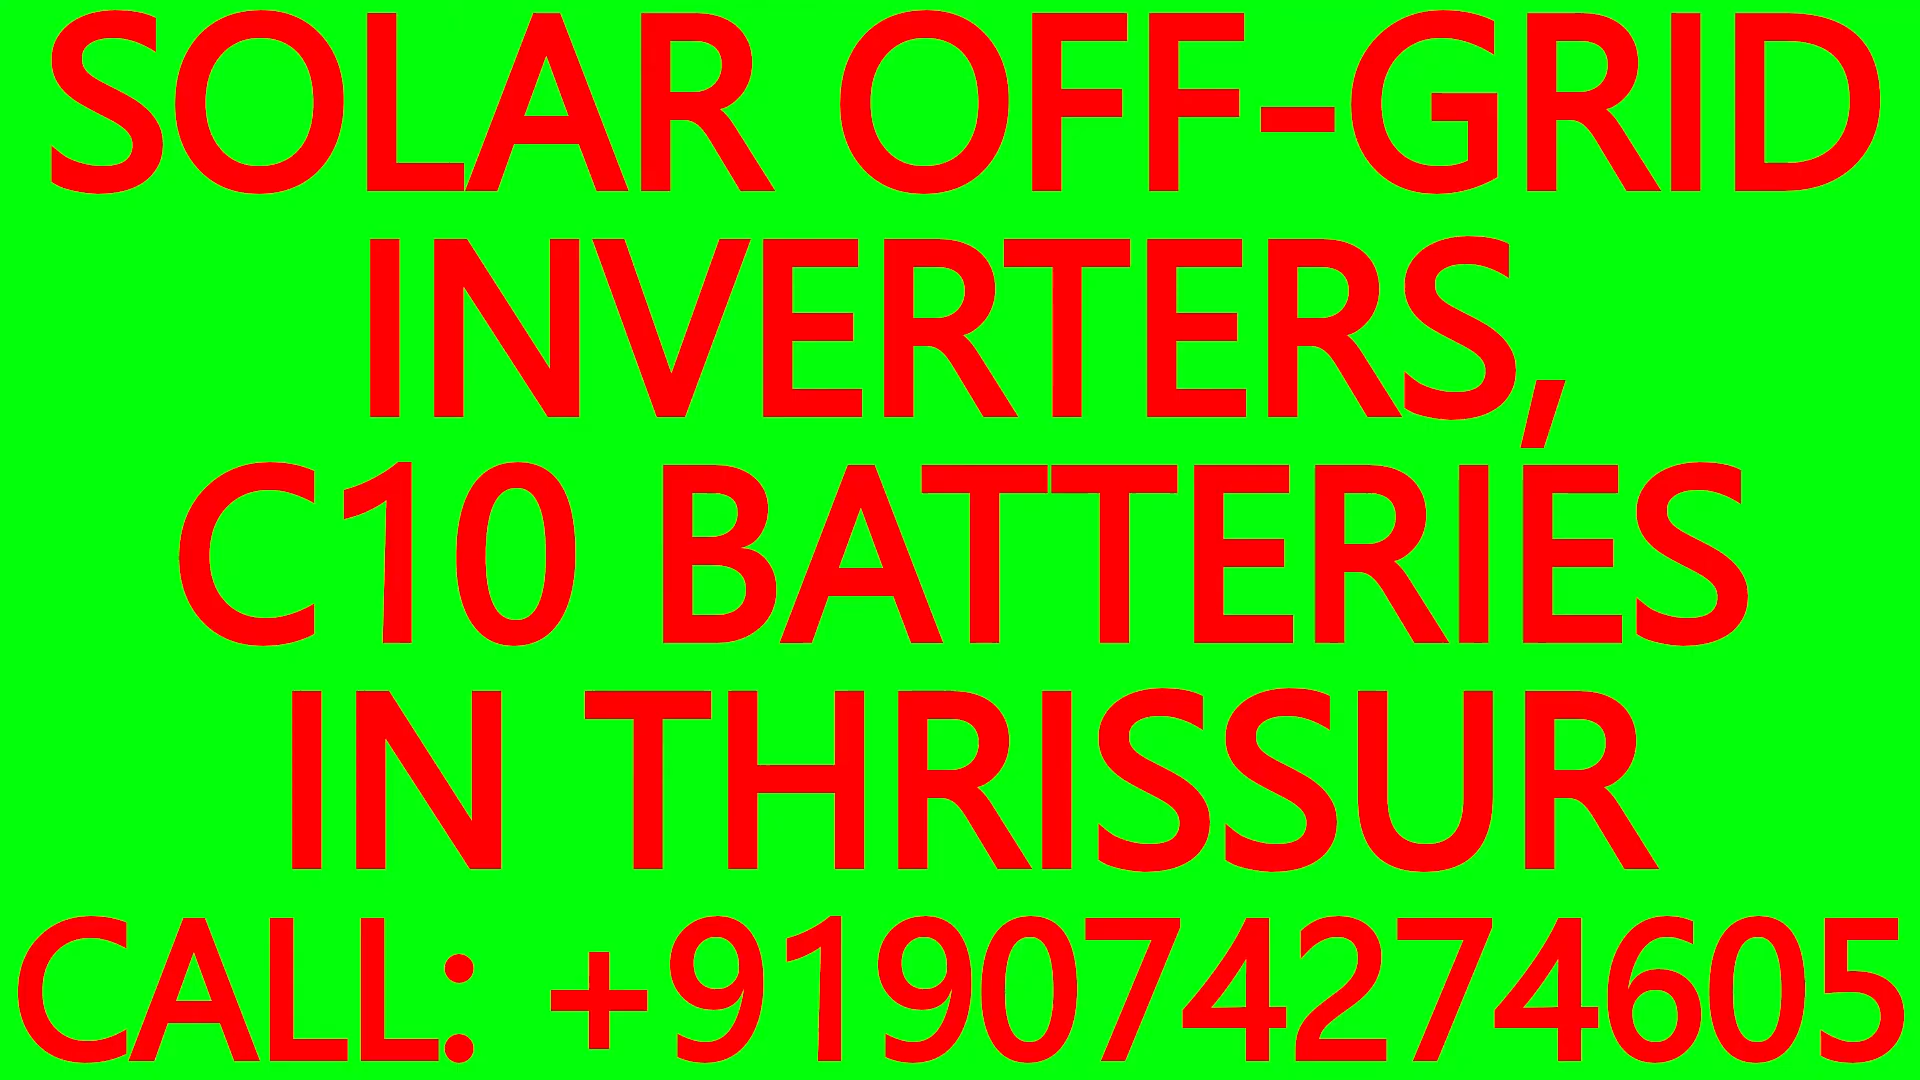 SOLAR OFF-GRID
INVERTERS,
C10 BATTERIES
IN THRISSUR
CALL: +919074274605